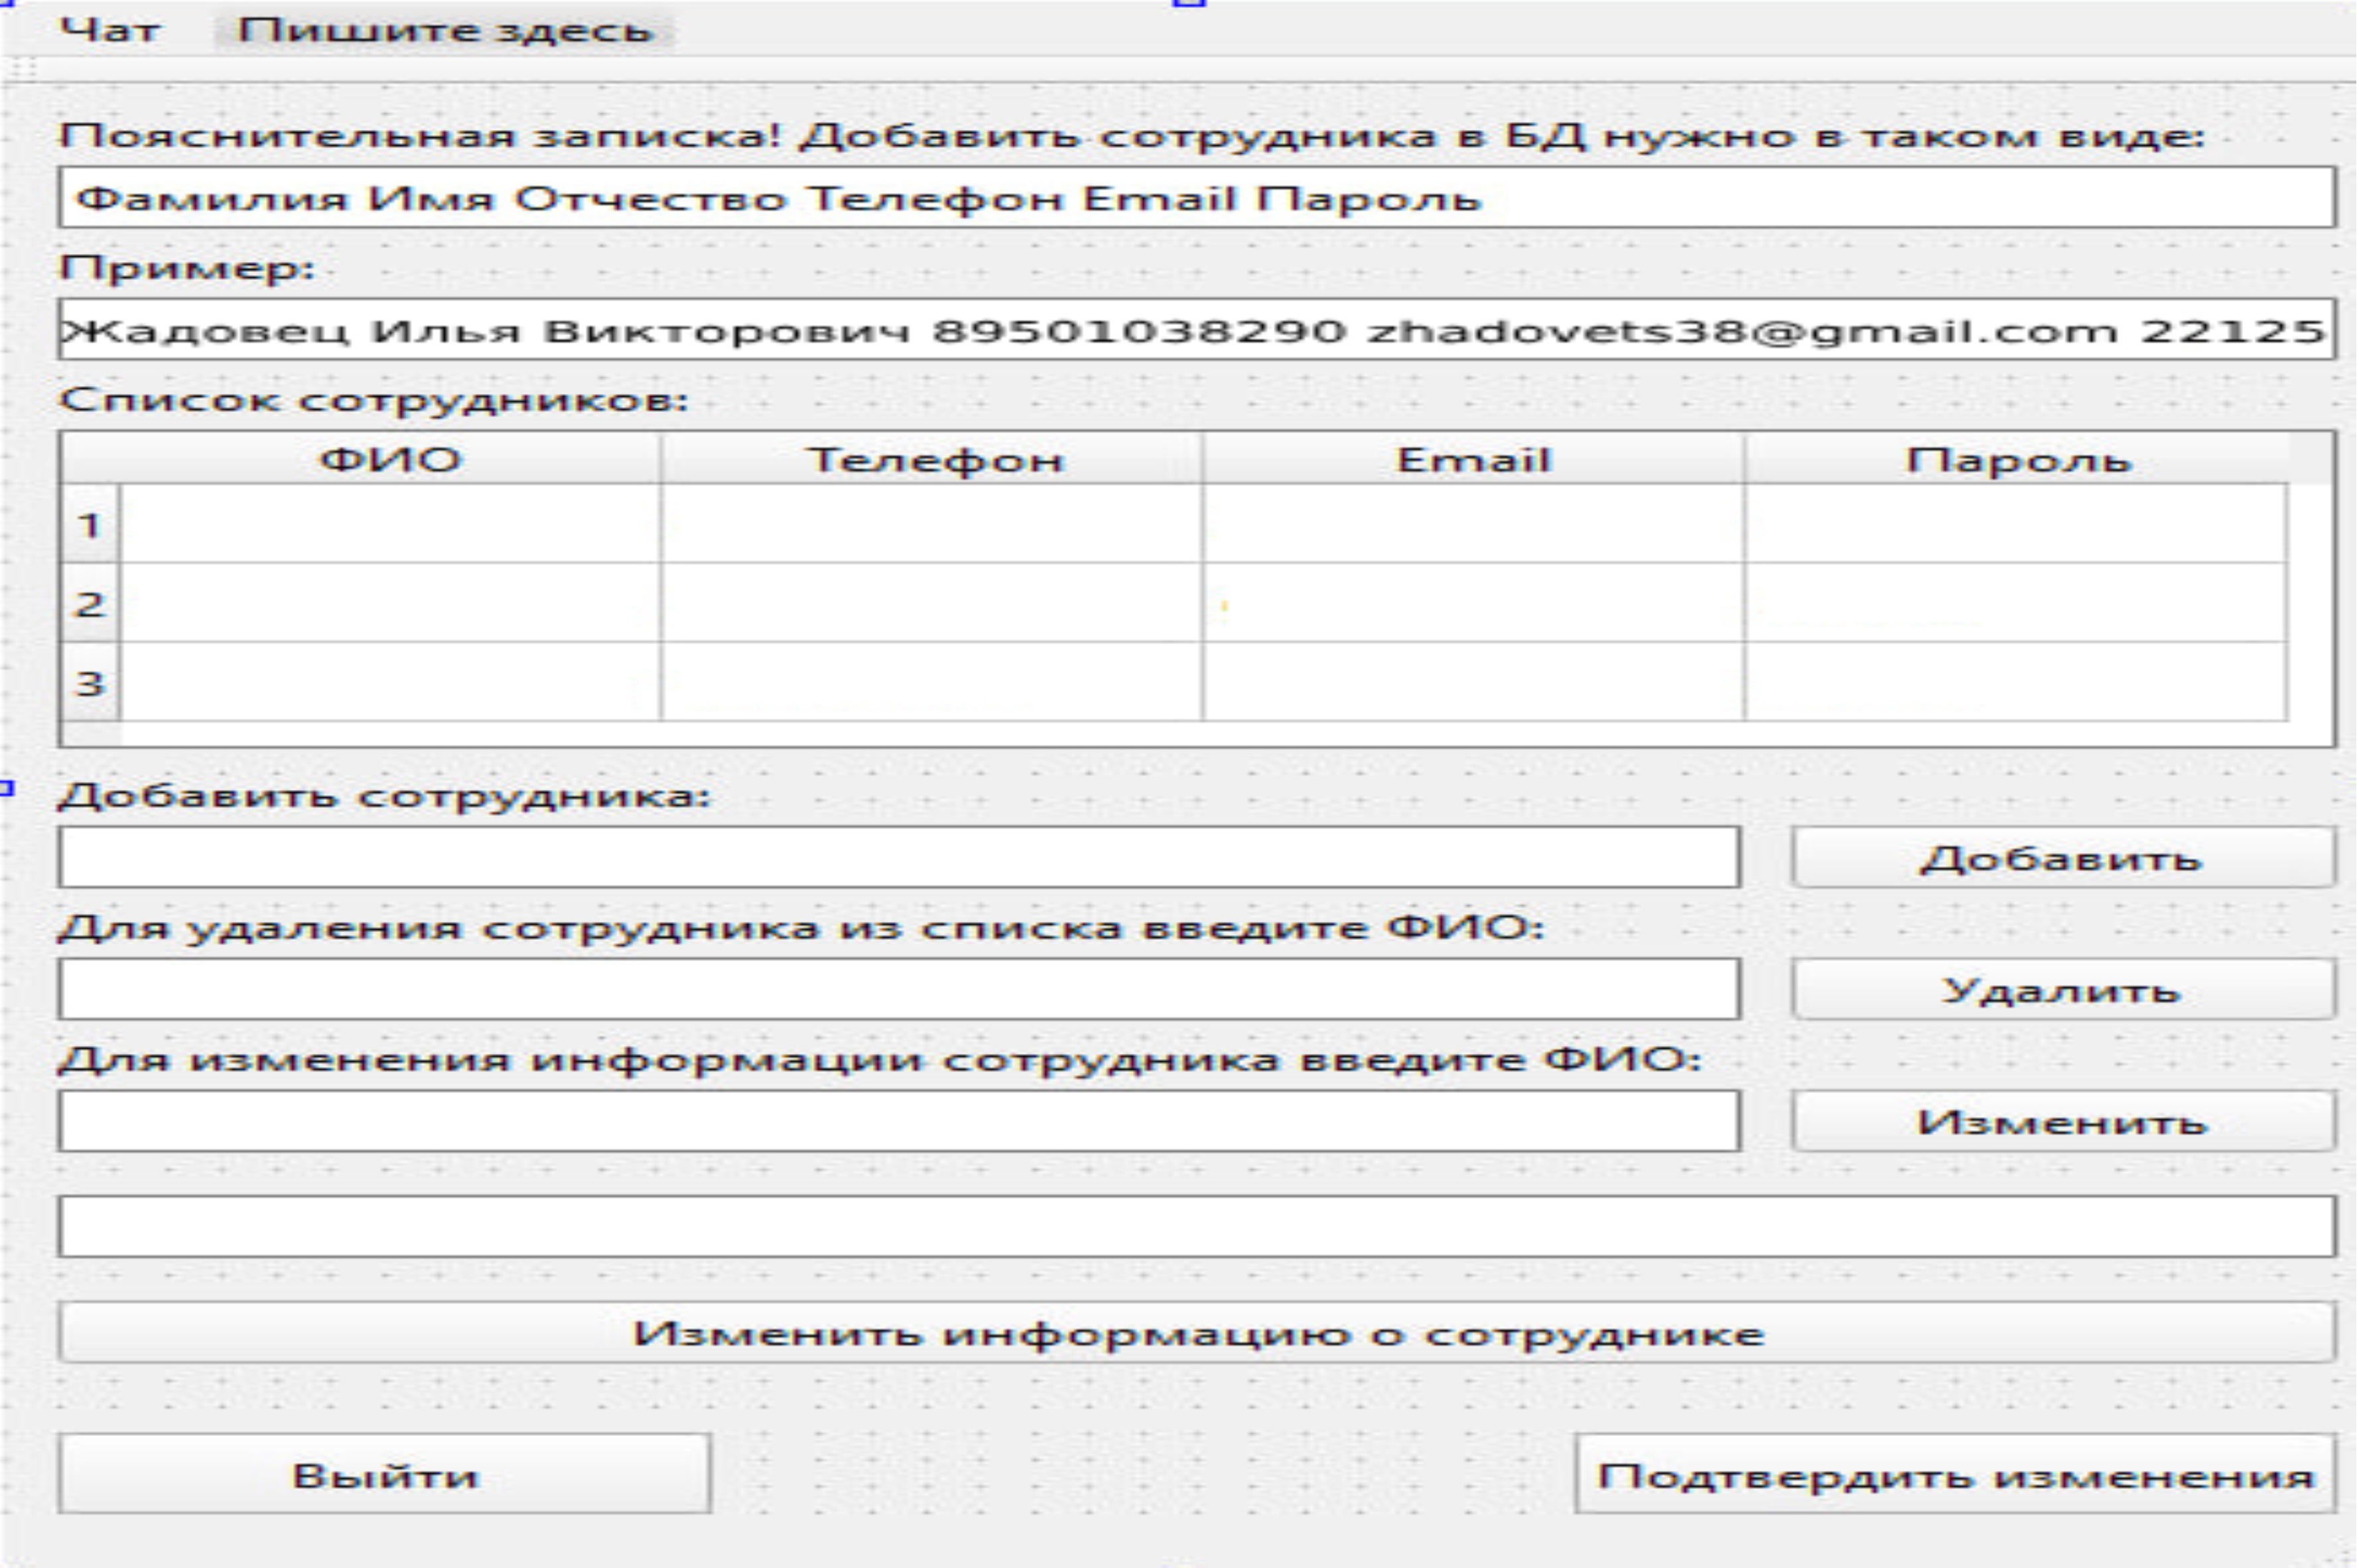 Чат Пишите здесь
Пояснительная записка! Добавить сотрудника в БД нужно в таком виде:
Фамилия Имя Отчество Телефон Email Пароль
Пример:
Жадовец Илья Викторович 89501038290 zhadovets38@gmail.com 22125
Список сотрудников:
ФИО Телефон Email Пароль
1
2
3
Добавить сотрудника:
Добавить
Для удаления сотрудника из списка введите ФИО:
Удалить
Для изменения информации сотрудника введите ФИО:
Изменить
Изменить информацию о сотруднике
Выйти Подтвердить изменения